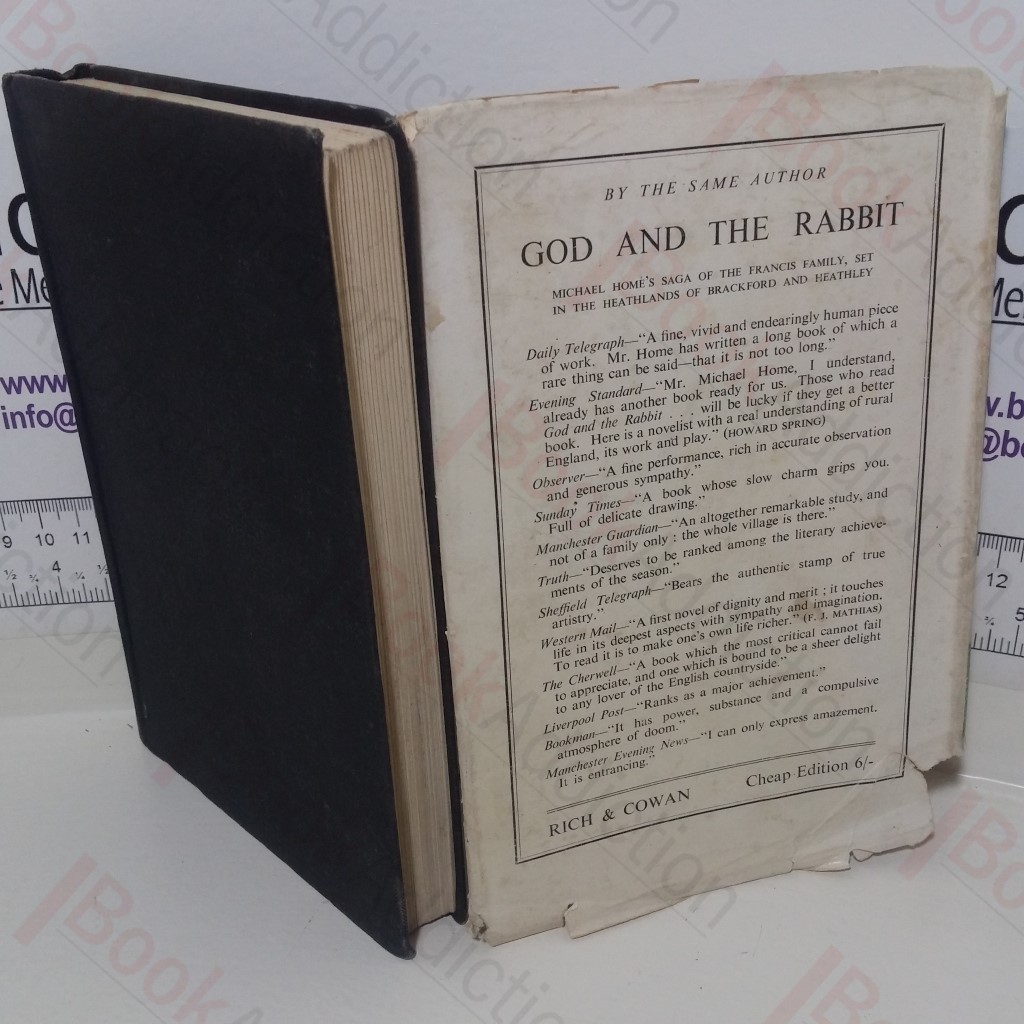 BY THE SAME AUTHOR
GOD AND THE RABBIT
MICHAEL HOME'S SAGA OF THE FRANCIS FAMILY, SET
IN THE HEATHLANDS OF BRACKFORD AND HEATHLEY
Daily Telegraph—"A fine, vivid and endearingly human piece
of work. Mr. Home has written a long book of which a
rare thing can be said—that it is not too long."
Evening Standard—"Mr. Michael Home, I understand,
already has another book ready for us. Those who read
God and the Rabbit . . . will be lucky if they get a better
book. Here is a novelist with a real understanding of rural
England, its work and play." (HOWARD SPRING)
Observer—"A fine performance, rich in accurate observation
and generous sympathy."
Sunday Times—"A book whose slow charm grips you.
Full of delicate drawing."
Manchester Guardian—"An altogether remarkable study, and
not of a family only : the whole village is there."
Truth—"Deserves to be ranked among the literary achieve-
ments of the season."
Sheffield Telegraph—"Bears the authentic stamp of true
artistry."
Western Mail—"A first novel of dignity and merit ; it touches
life in its deepest aspects with sympathy and imagination.
To read it is to make one's own life richer." (F. J. MATHIAS)
The Cherwell—"A book which the most critical cannot fail
to appreciate, and one which is bound to be a sheer delight
to any lover of the English countryside."
Liverpool Post—"Ranks as a major achievement."
Bookman—"It has power, substance and a compulsive
atmosphere of doom."
Manchester Evening News—"I can only express amazement.
It is entrancing."
RICH & COWAN Cheap Edition 6/-
www
info@
9 10 11
4
12
5
BookAddiction